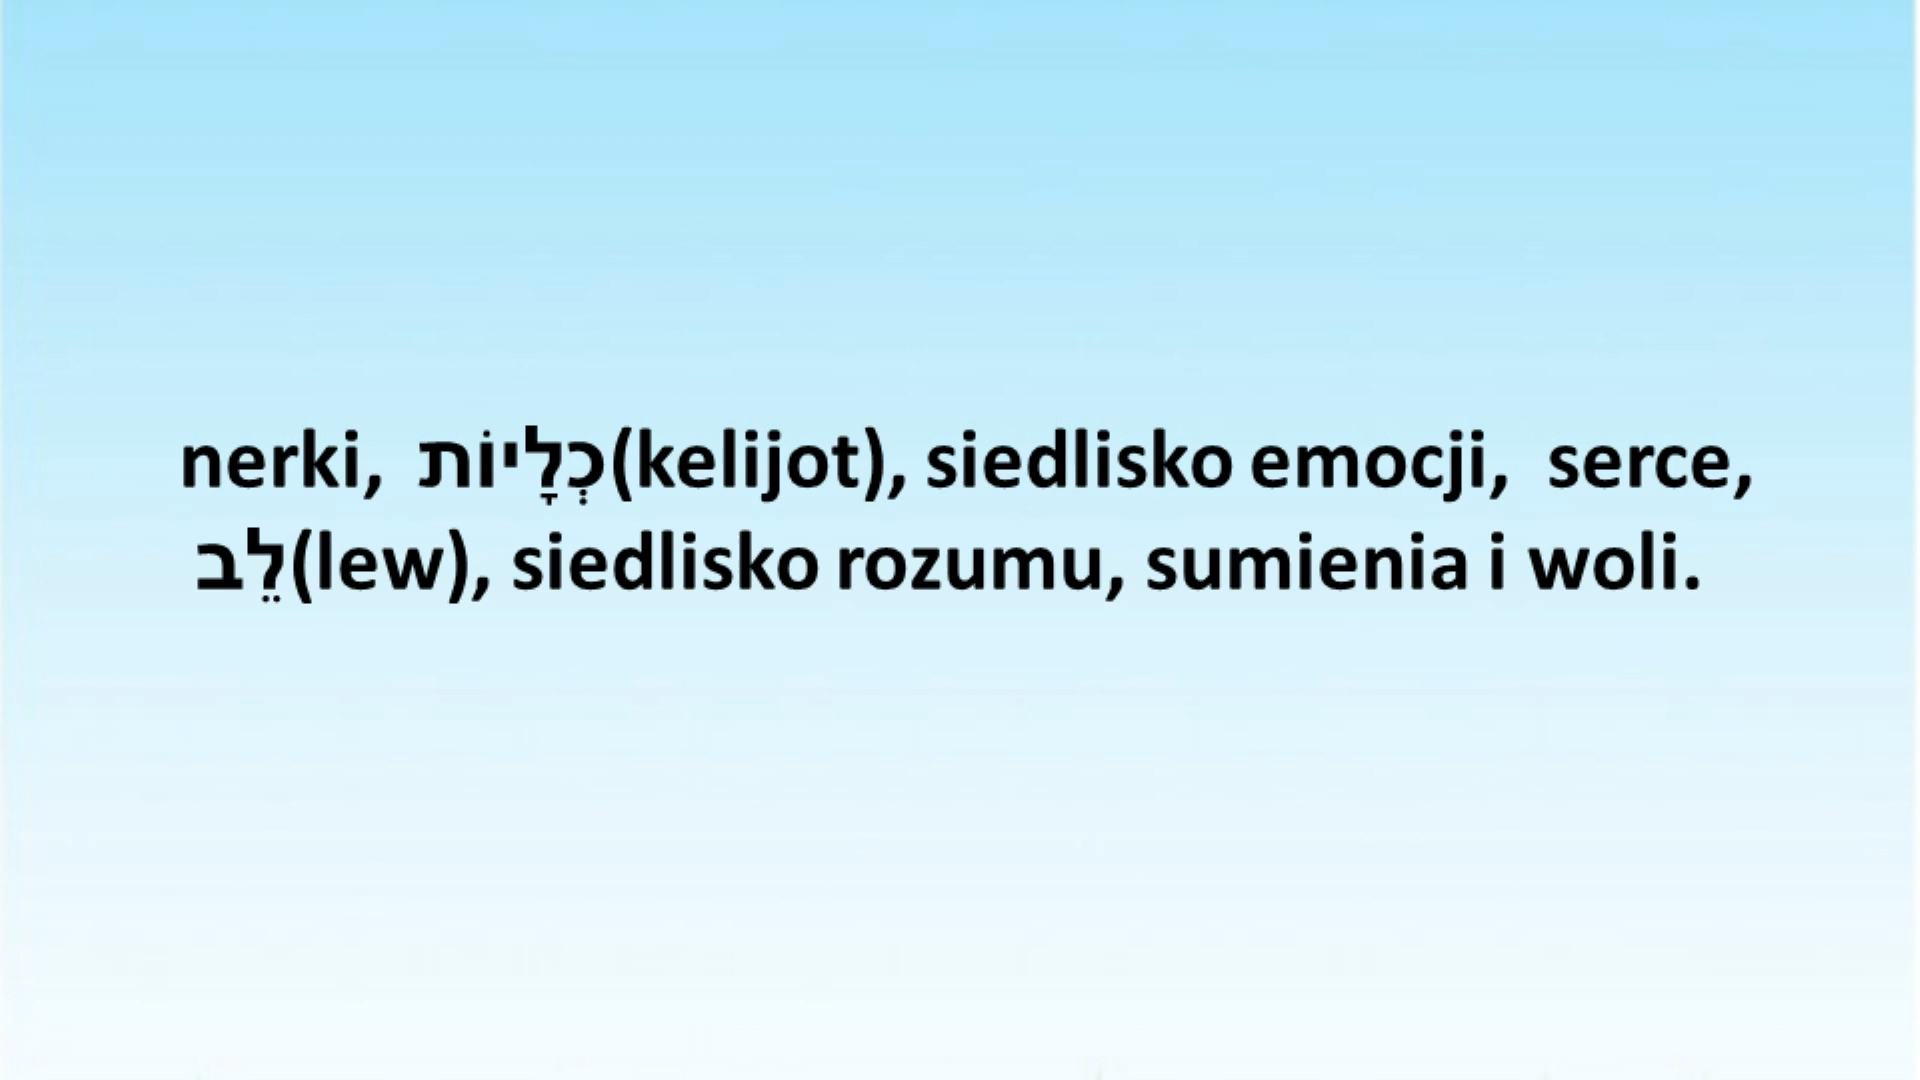 nerki, כְלָיוֹת(kelijot), siedlisko emocji, serce,
לֵב(lew), siedlisko rozumu, sumienia i woli.